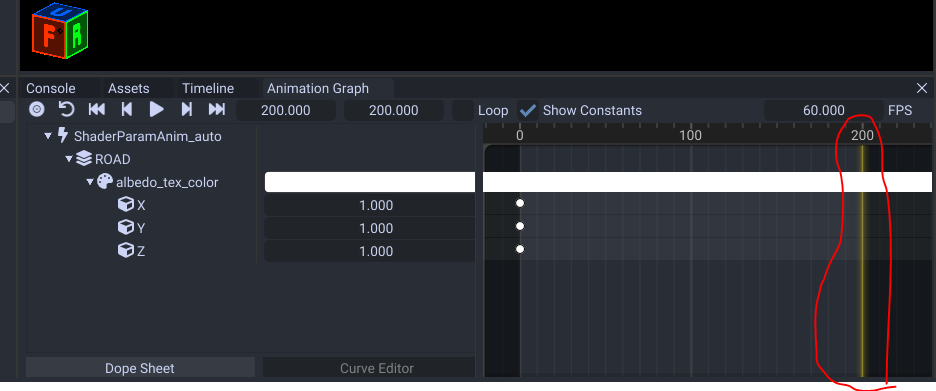 U
F R
Console Assets Timeline Animation Graph
200.000 200.000 Loop Show Constants 60.000 FPS
0 100 200
ShaderParamAnim_auto
ROAD
albedo_tex_color
X 1.000
Y 1.000
Z 1.000
Dope Sheet Curve Editor